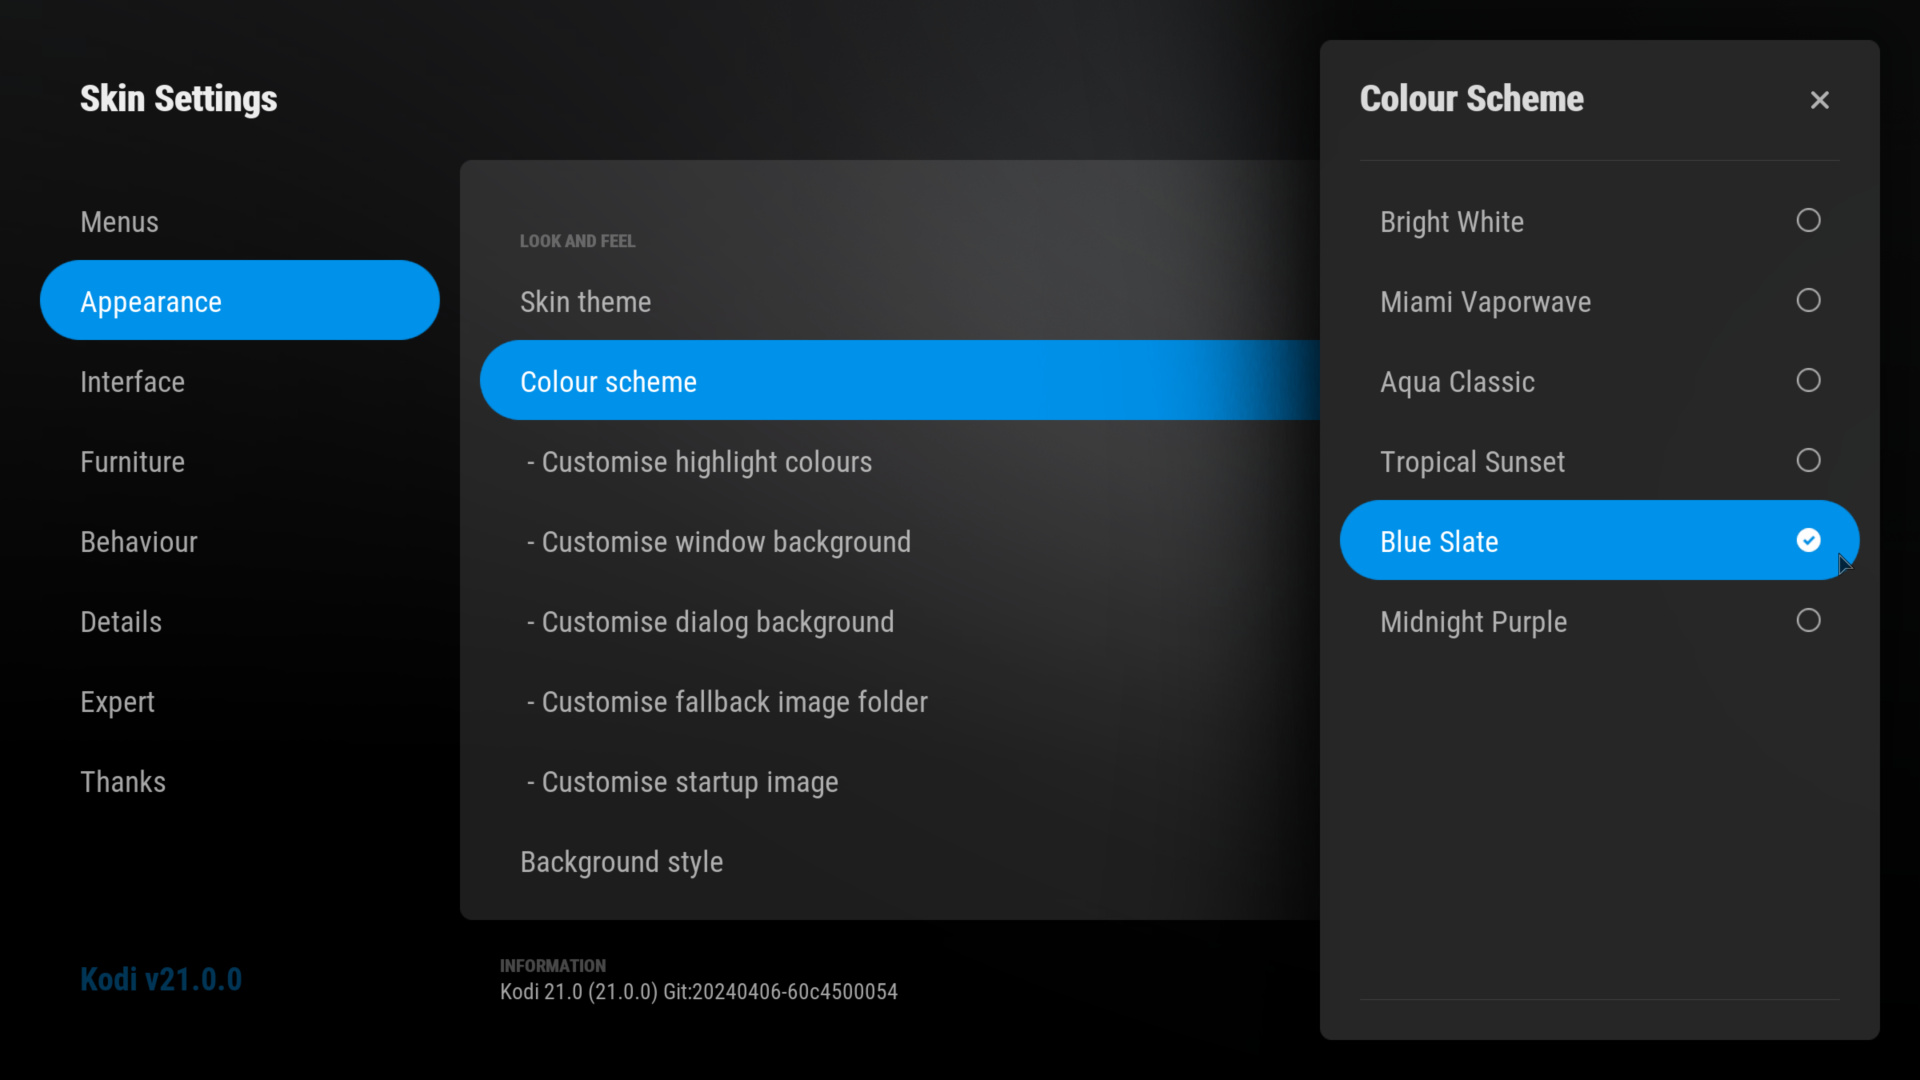 Skin Settings
Menus
Appearance
Interface
Furniture
Behaviour
Details
Expert
Thanks
Kodi v21.0.0
LOOK AND FEEL
Skin theme
Colour scheme
- Customise highlight colours
- Customise window background
- Customise dialog background
- Customise fallback image folder
- Customise startup image
Background style
INFORMATION
Kodi 21.0 (21.0.0) Git:20240406-60c4500054
Colour Scheme
Bright White
Miami Vaporwave
Aqua Classic
Tropical Sunset
Blue Slate
Midnight Purple